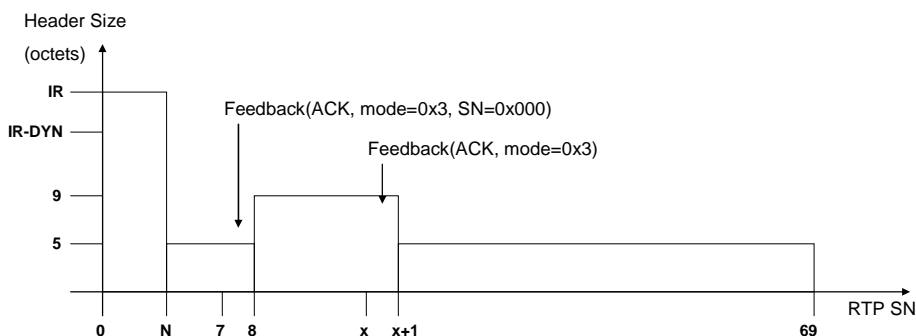 Header Size
(octets)
IR
Feedback(ACK, mode=0x3, SN=0x000)
IR-DYN
Feedback(ACK, mode=0x3)
9
5
RTP SN
0 N 7 8 x x+1 69